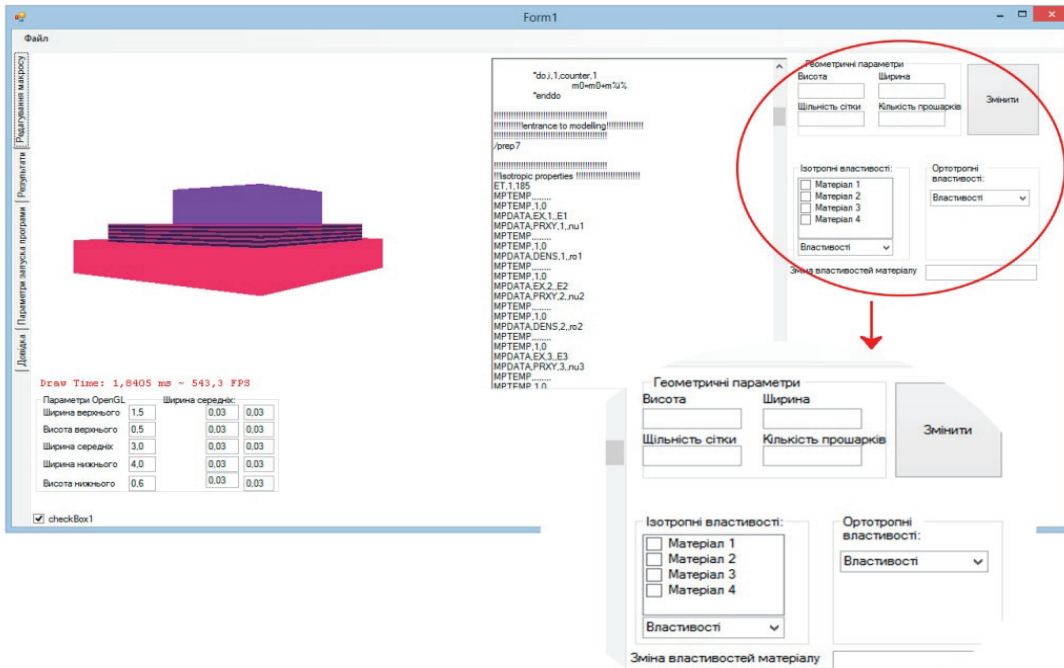 Form1
Файл
Редагування макросу
Результати
Параметри запуска програми
Довідка
Draw Time: 1,8405 ms - 543,3 FPS
Параметри OpenGL
Ширина середніх:
Ширина верхнього 1,5 0,03 0,03
Висота верхнього 0,5 0,03 0,03
Ширина середніх 3,0 0,03 0,03
Ширина нижнього 4,0 0,03 0,03
Висота нижнього 0,6 0,03 0,03
checkBox1
*do,i,1,counter,1
m0=m0+m%i%
*enddo
!!!!!!!!!!!!!!!!!!!!!!!!!!!!!!!!!!!!!!!!!!
!!!!!!!!!!!entrance to modelling!!!!!!!!!!!!!!
!!!!!!!!!!!!!!!!!!!!!!!!!!!!!!!!!!!!!!!!!!
/prep7
!!!!!!!!!!!!!!!!!!!!!!!!!!!!!!!!!!!!!!!!!!
!!!Isotropic properties !!!!!!!!!!!!!!!!!!!!!!!!
ET,1,185
MPTEMP,,,,,,,,
MPTEMP,1,0
MPDATA,EX,1,,E1
MPDATA,PRXY,1,,nu1
MPTEMP,,,,,,,,
MPTEMP,1,0
MPDATA,DENS,1,,ro1
MPTEMP,,,,,,,,
MPTEMP,1,0
MPDATA,EX,2,,E2
MPDATA,PRXY,2,,nu2
MPTEMP,,,,,,,,
MPTEMP,1,0
MPDATA,DENS,2,,ro2
MPTEMP,,,,,,,,
MPTEMP,1,0
MPDATA,EX,3,,E3
MPDATA,PRXY,3,,nu3
MPTEMP,,,,,,,,
MPTEMP,1,0
Геометричні параметри
Висота Ширина
Щільність сітки Кількість прошарків
Змінити
Ізотропні властивості:
Матеріал 1
Матеріал 2
Матеріал 3
Матеріал 4
Властивості
Ортотропні
властивості:
Властивості
Зміна властивостей матеріалу
Геометричні параметри
Висота Ширина
Щільність сітки Кількість прошарків
Змінити
Ізотропні властивості:
Матеріал 1
Матеріал 2
Матеріал 3
Матеріал 4
Властивості
Ортотропні
властивості:
Властивості
Зміна властивостей матеріалу